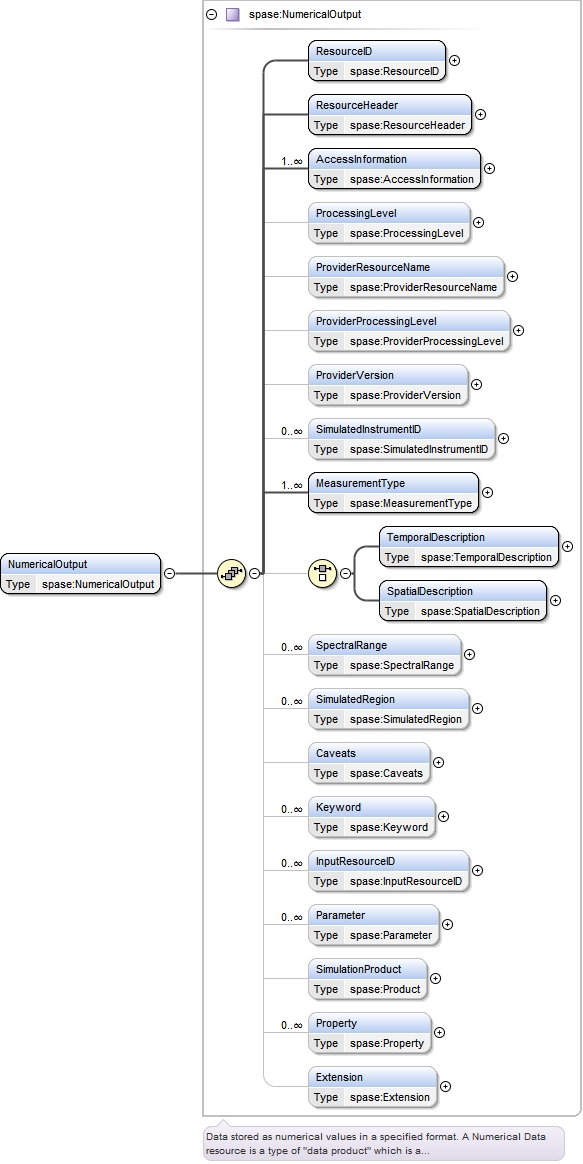 spase:NumericalOutput
ResourceID
Type spase:ResourceID
ResourceHeader
Type spase:ResourceHeader
1..∞
AccessInformation
Type spase:AccessInformation
ProcessingLevel
Type spase:ProcessingLevel
ProviderResourceName
Type spase:ProviderResourceName
ProviderProcessingLevel
Type spase:ProviderProcessingLevel
ProviderVersion
Type spase:ProviderVersion
0..∞
SimulatedInstrumentID
Type spase:SimulatedInstrumentID
1..∞
MeasurementType
Type spase:MeasurementType
NumericalOutput
Type spase:NumericalOutput
TemporalDescription
Type spase:TemporalDescription
SpatialDescription
Type spase:SpatialDescription
0..∞
SpectralRange
Type spase:SpectralRange
0..∞
SimulatedRegion
Type spase:SimulatedRegion
Caveats
Type spase:Caveats
0..∞
Keyword
Type spase:Keyword
0..∞
InputResourceID
Type spase:InputResourceID
0..∞
Parameter
Type spase:Parameter
SimulationProduct
Type spase:Product
0..∞
Property
Type spase:Property
Extension
Type spase:Extension
Data stored as numerical values in a specified format. A Numerical Data
resource is a type of "data product" which is a...